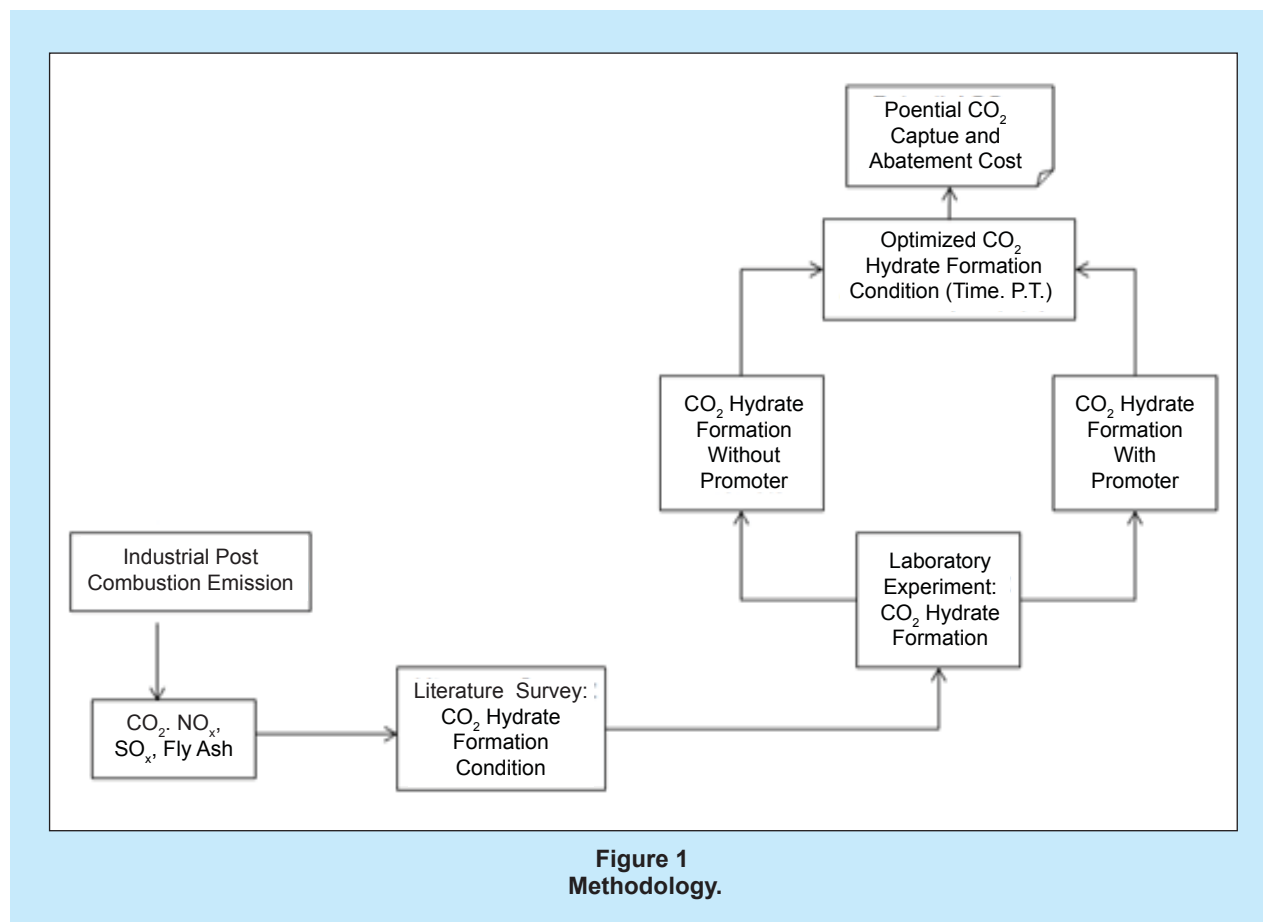 Poential CO₂
Captue and
Abatement Cost
Optimized CO₂
Hydrate Formation
Condition (Time. P.T.)
CO₂ Hydrate
Formation
Without
Promoter
CO₂ Hydrate
Formation
With
Promoter
Industrial Post
Combustion Emission
Laboratory
Experiment:
CO₂ Hydrate
Formation
CO₂. NOₓ,
SOₓ, Fly Ash
Literature Survey:
CO₂ Hydrate
Formation
Condition
Figure 1
Methodology.